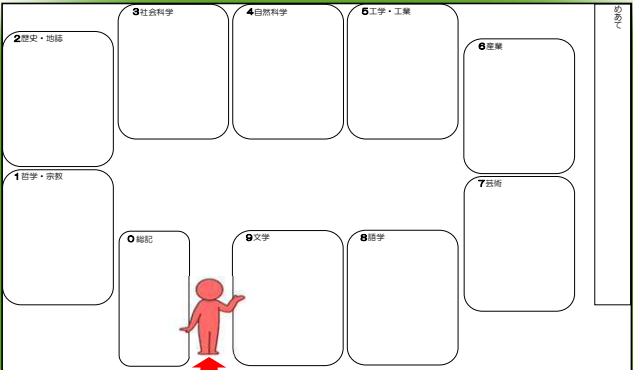 めあて
0総記
1哲学・宗教
2歴史・地誌
3社会科学
4自然科学
5工学・工業
6産業
7芸術
8語学
9文学